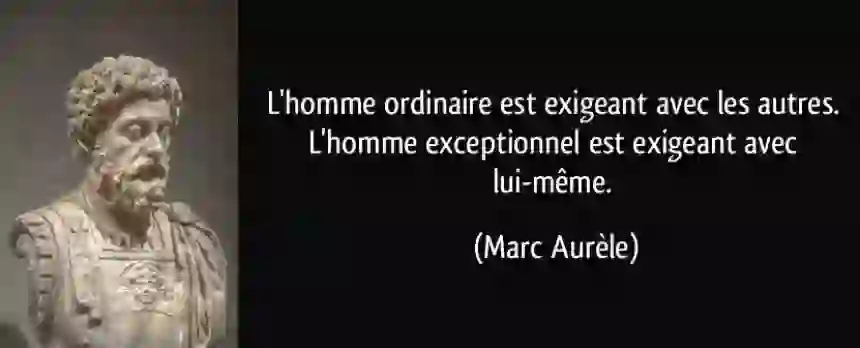 L'homme ordinaire est exigeant avec les autres.
L'homme exceptionnel est exigeant avec
lui-même.
(Marc Aurèle)